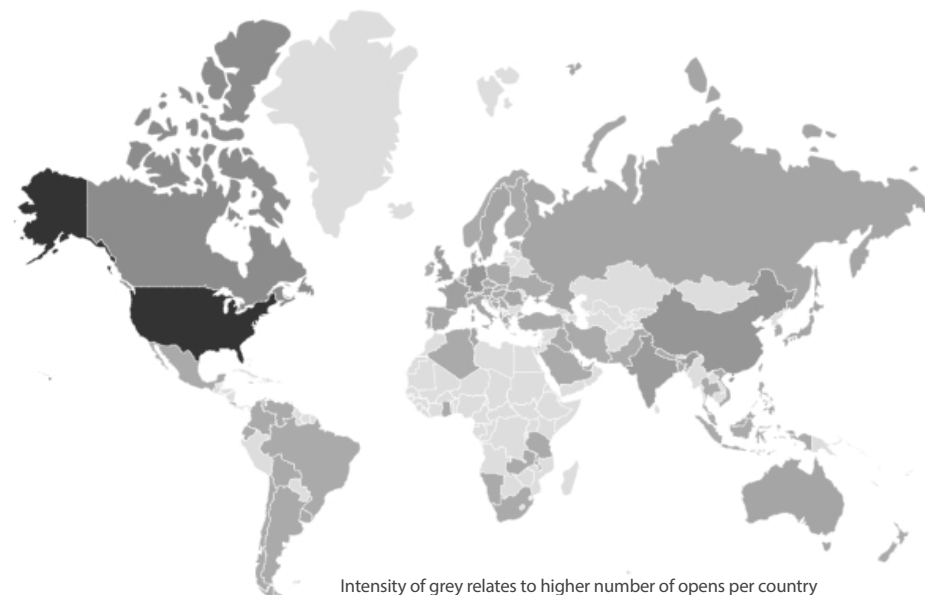 Intensity of grey relates to higher number of opens per country